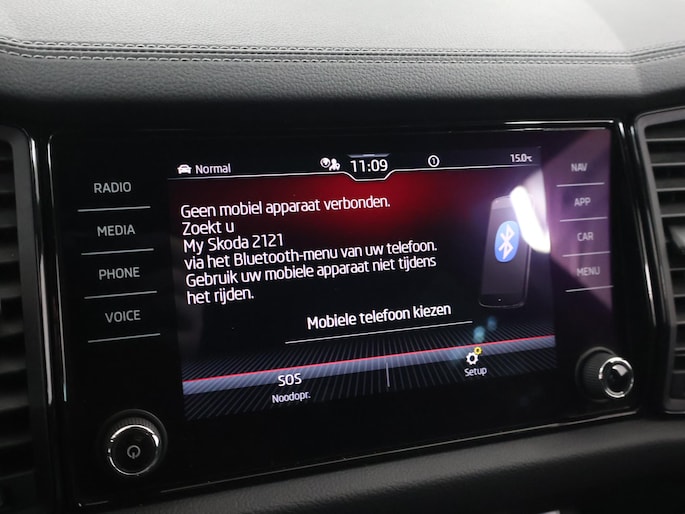 Normal
11:09
1
15.0°C
RADIO
MEDIA
PHONE
VOICE
NAV
APP
CAR
MENU
Geen mobiel apparaat verbonden.
Zoekt u
My Skoda 2121
via het Bluetooth-menu van uw telefoon.
Gebruik uw mobiele apparaat niet tijdens
het rijden.
Mobiele telefoon kiezen
SOS
Noodopr.
Setup